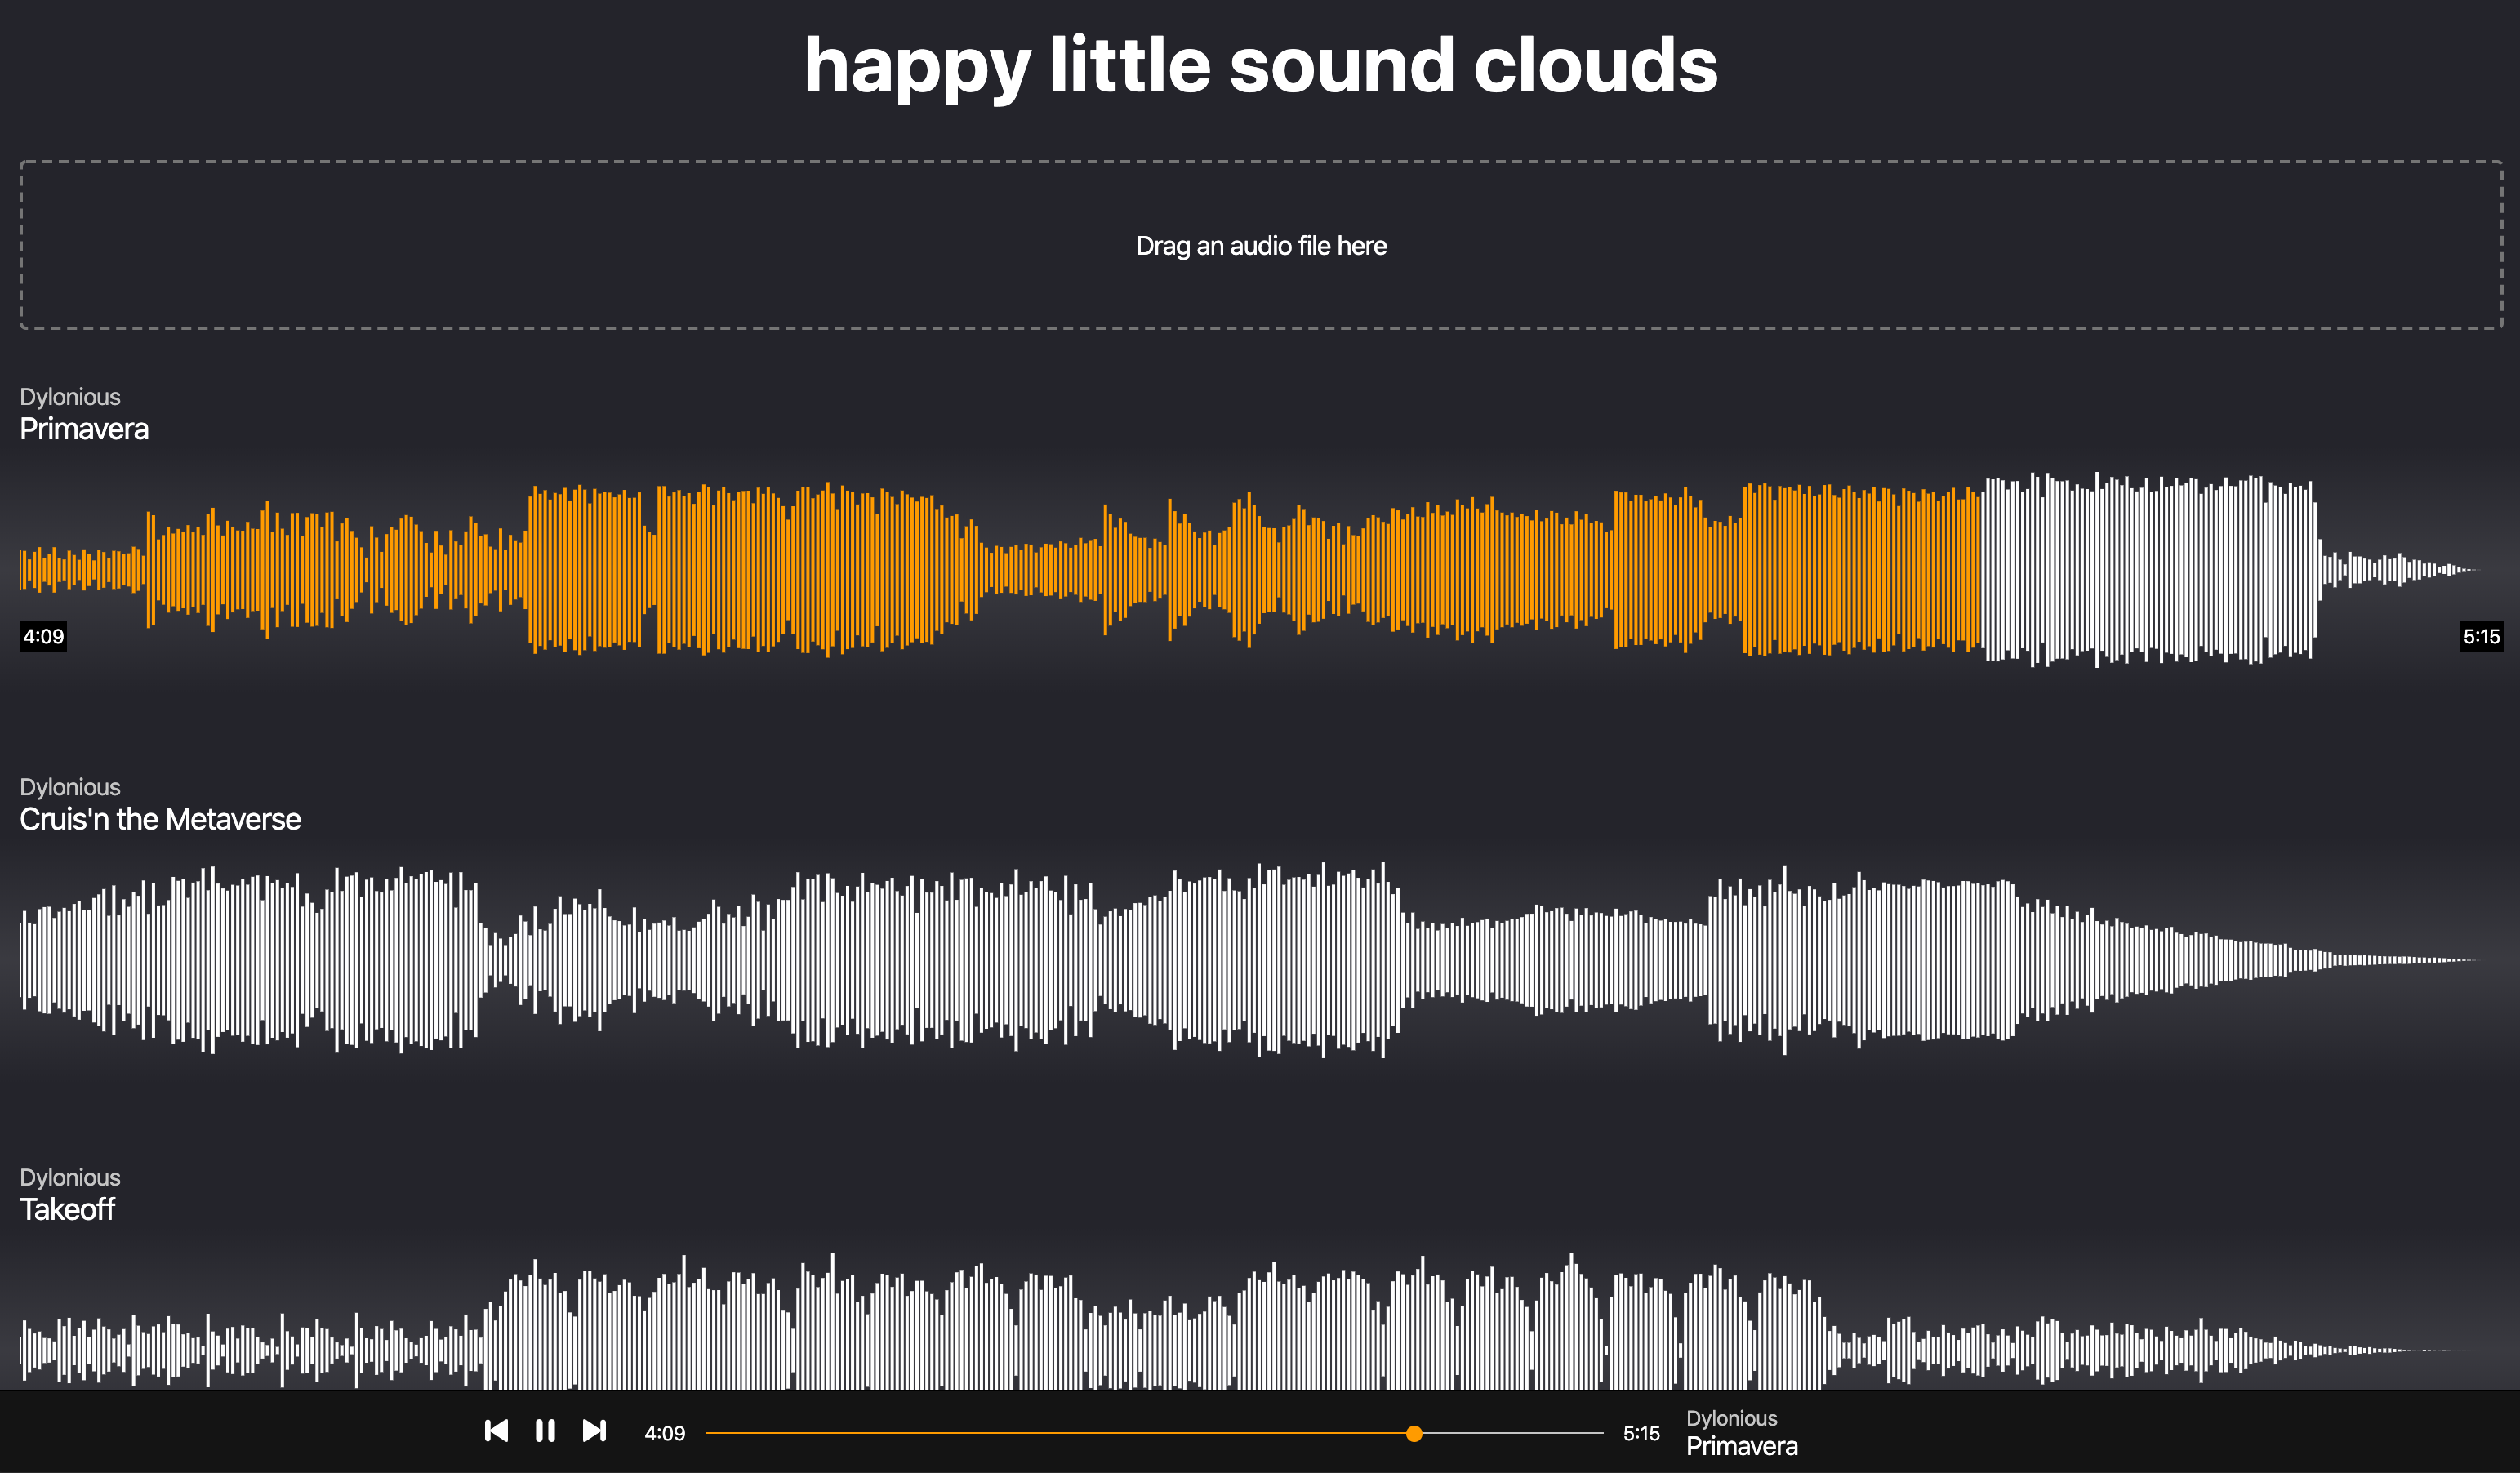 happy little sound clouds
Drag an audio file here
Dylonious
Primavera
4:09
5:15
Dylonious
Cruis'n the Metaverse
Dylonious
Takeoff
4:09
5:15
Dylonious
Primavera